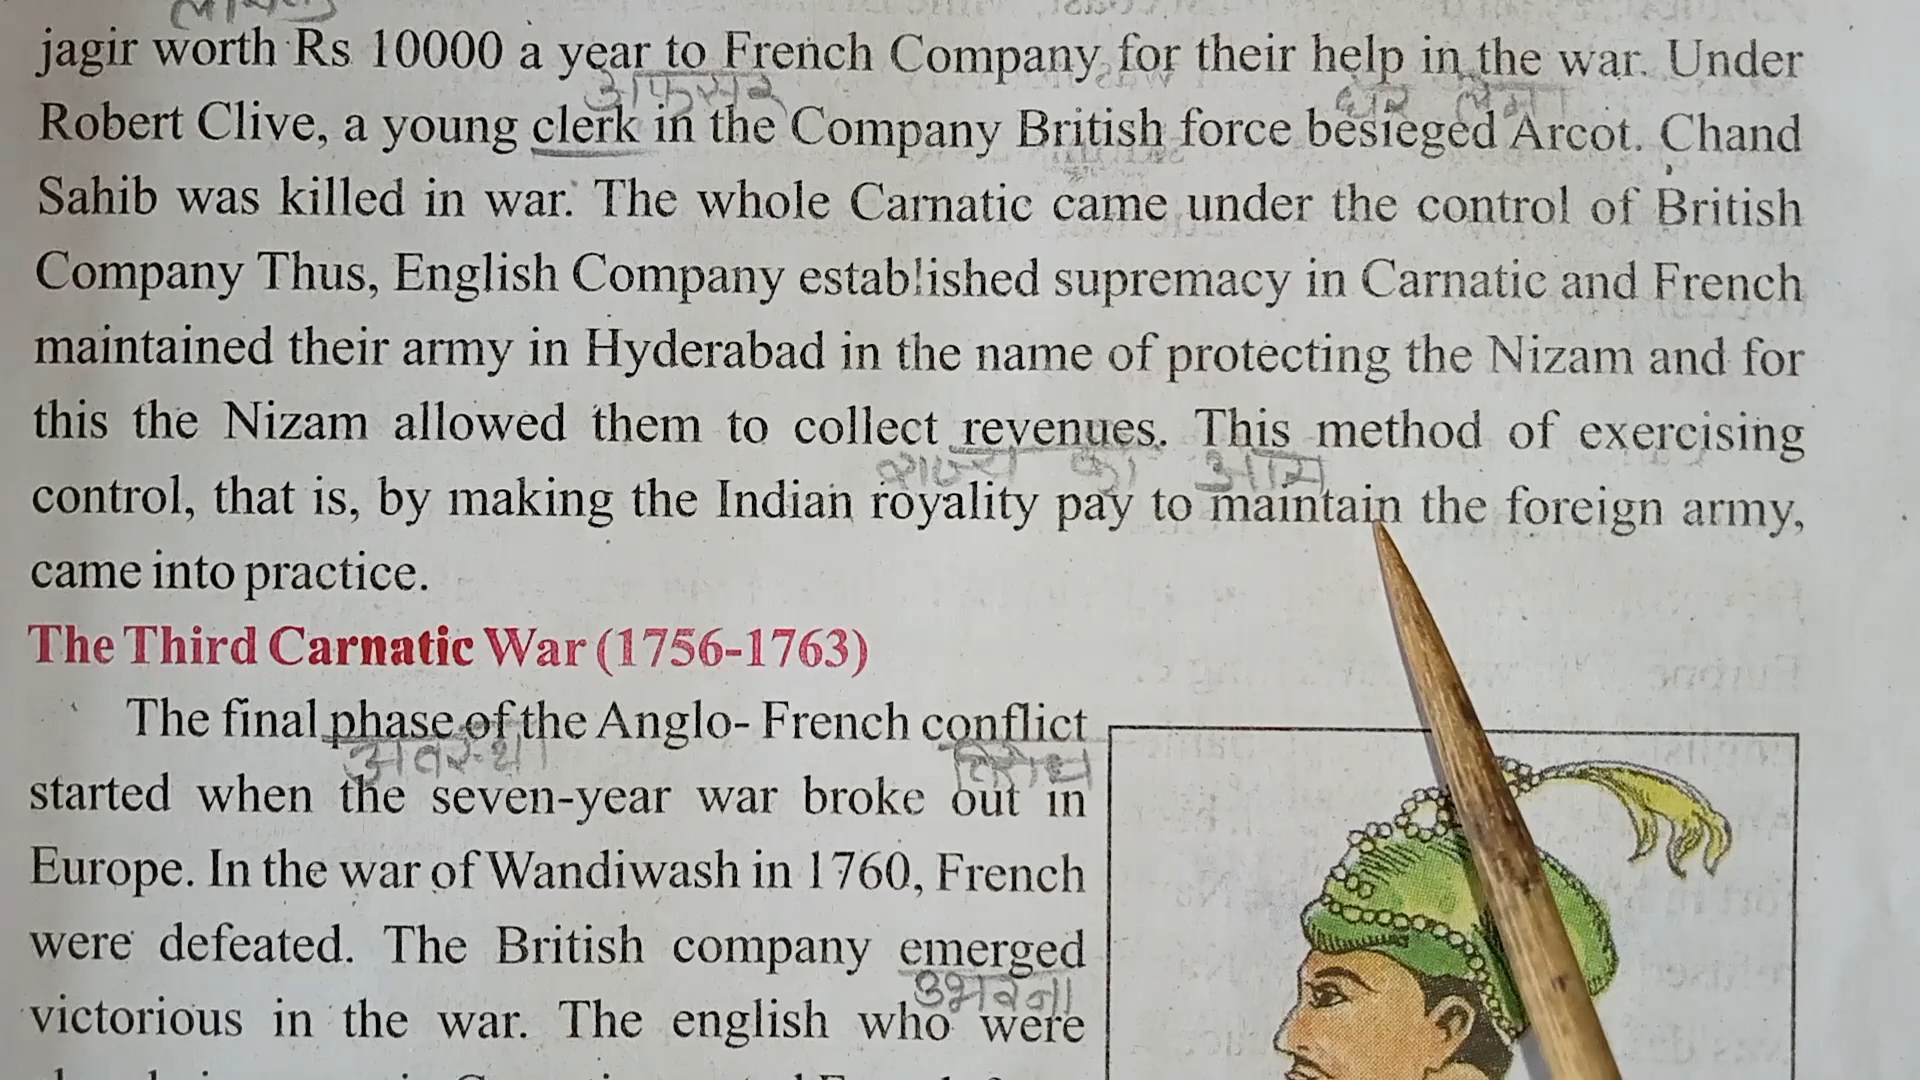 jagir worth Rs 10000 a year to French Company for their help in the war. Under
आफिसर
घेर लेना
Robert Clive, a young clerk in the Company British force besieged Arcot. Chand
Sahib was killed in war. The whole Carnatic came under the control of British
Company Thus, English Company established supremacy in Carnatic and French
maintained their army in Hyderabad in the name of protecting the Nizam and for
this the Nizam allowed them to collect revenues. This method of exercising
राज्य का आय
control, that is, by making the Indian royality pay to maintain the foreign army,
came into practice.
The Third Carnatic War (1756-1763)
The final phase of the Anglo- French conflict
अवस्था
विरोध
started when the seven-year war broke out in
Europe. In the war of Wandiwash in 1760, French
were defeated. The British company emerged
उभरना
victorious in the war. The english who were